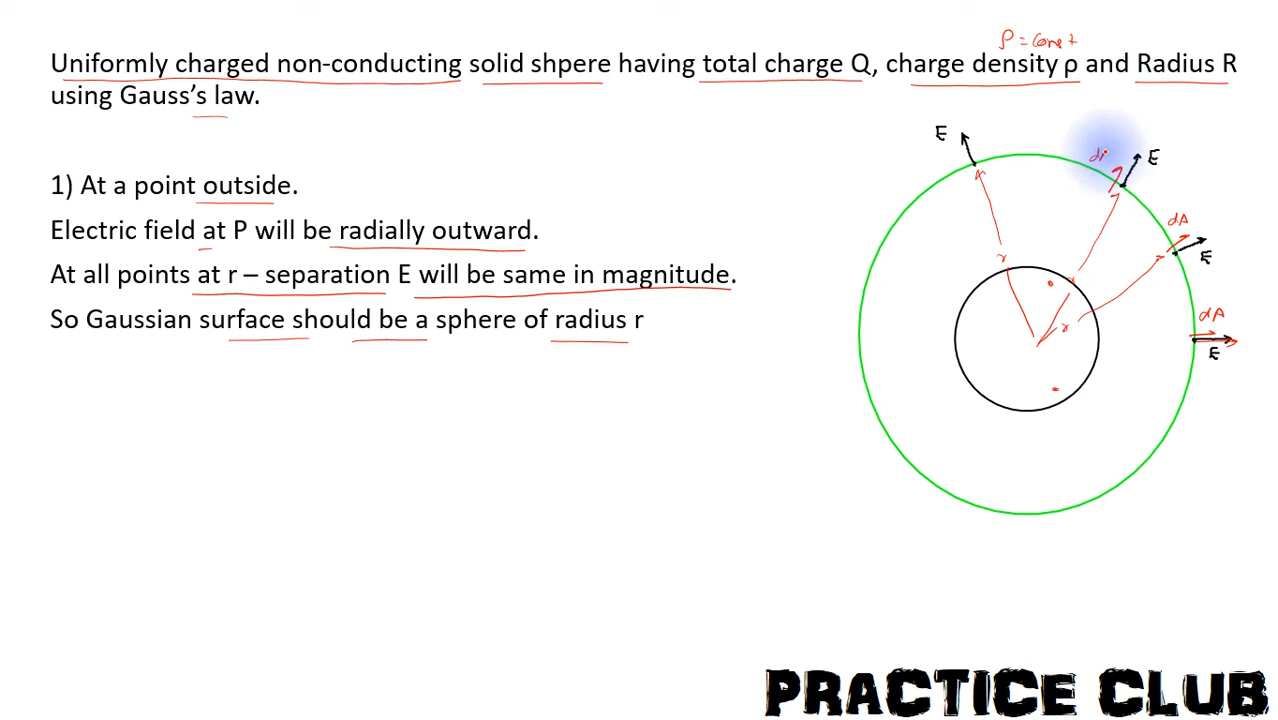 ρ = const
Uniformly charged non-conducting solid shpere having total charge Q, charge density ρ and Radius R
using Gauss's law.
1) At a point outside.
Electric field at P will be radially outward.
At all points at r – separation E will be same in magnitude.
So Gaussian surface should be a sphere of radius r
E
E
dA
E
dA
E
r
r
r
PRACTICE CLUB